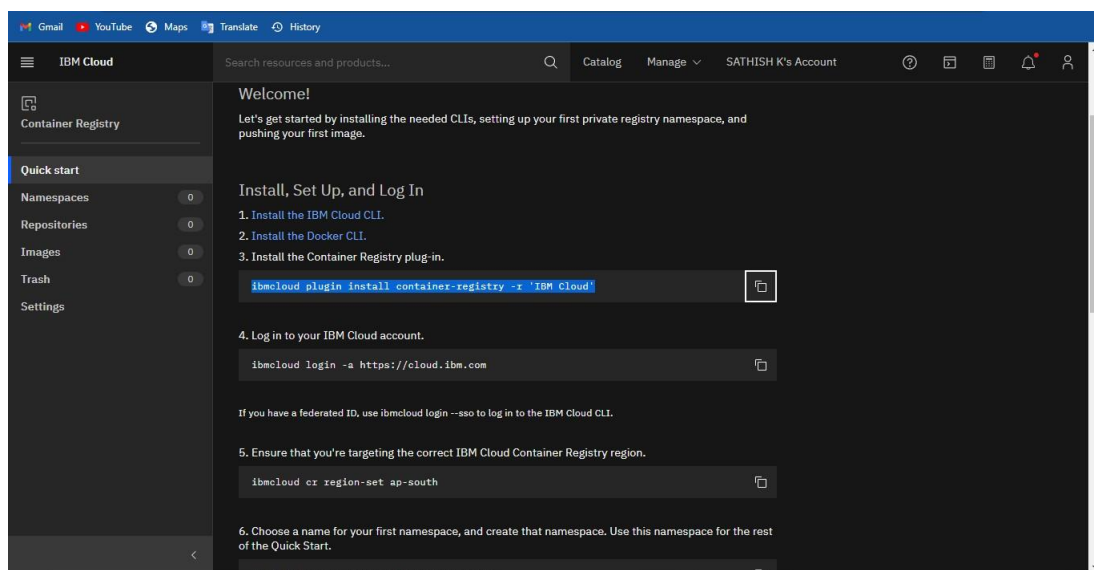 Gmail YouTube Maps Translate History
IBM Cloud Search resources and products... Catalog Manage SATHISH K's Account
Container Registry
Quick start
Namespaces 0
Repositories 0
Images 0
Trash 0
Settings
Welcome!
Let's get started by installing the needed CLIs, setting up your first private registry namespace, and
pushing your first image.
Install, Set Up, and Log In
1. Install the IBM Cloud CLI.
2. Install the Docker CLI.
3. Install the Container Registry plug-in.
ibmcloud plugin install container-registry -r 'IBM Cloud'
4. Log in to your IBM Cloud account.
ibmcloud login -a https://cloud.ibm.com
If you have a federated ID, use ibmcloud login --sso to log in to the IBM Cloud CLI.
5. Ensure that you're targeting the correct IBM Cloud Container Registry region.
ibmcloud cr region-set ap-south
6. Choose a name for your first namespace, and create that namespace. Use this namespace for the rest
of the Quick Start.